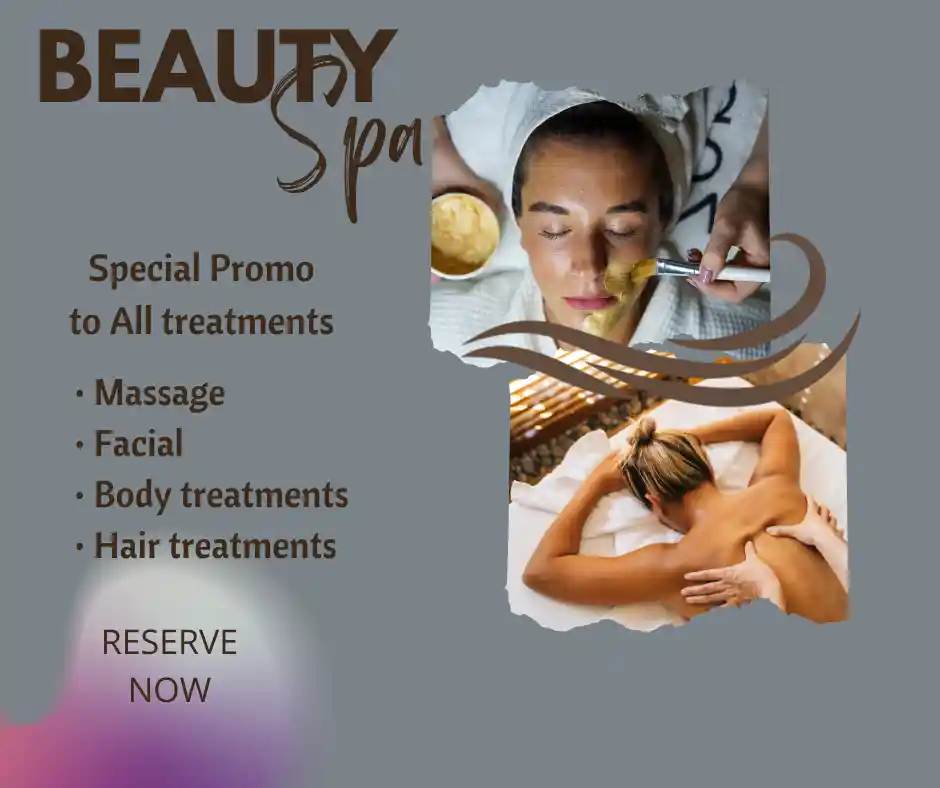 BEAUTY
Spa
Special Promo
to All treatments
• Massage
• Facial
• Body treatments
• Hair treatments
RESERVE
NOW